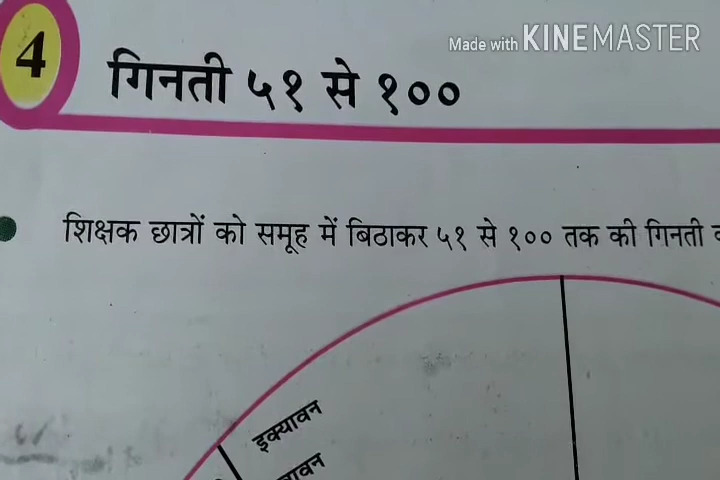 Made with KINEMASTER
4
गिनती ५१ से १००
शिक्षक छात्रों को समूह में बिठाकर ५१ से १०० तक की गिनती
इक्यावन